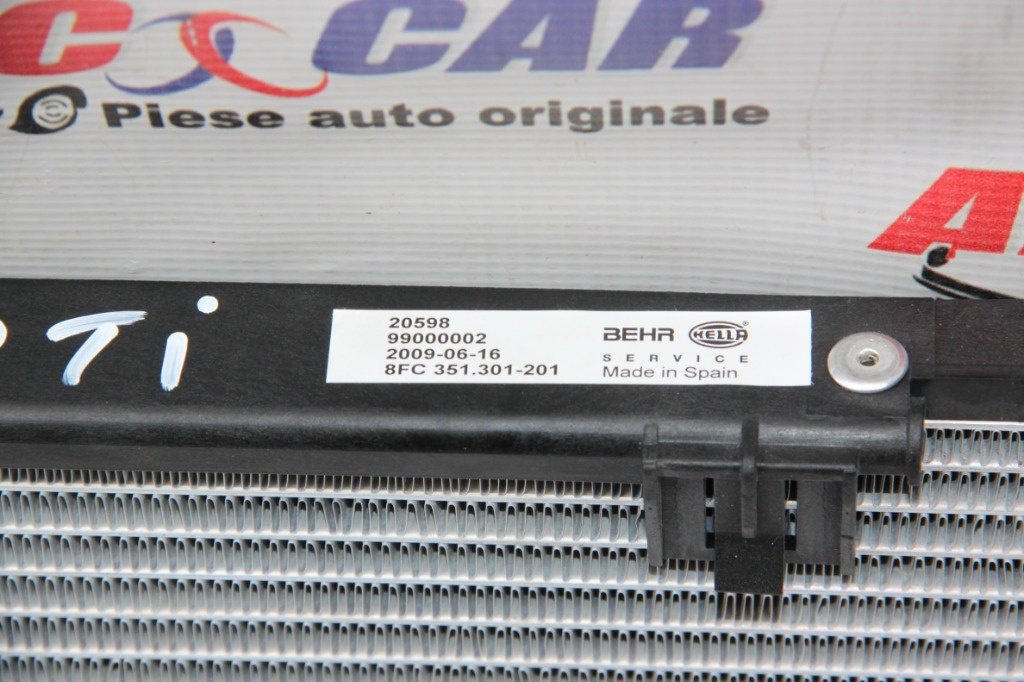 C CAR
Piese auto originale
A
Ti
20598
99000002
2009-06-16
8FC 351.301-201
BEHR HELLA
SERVICE
Made in Spain